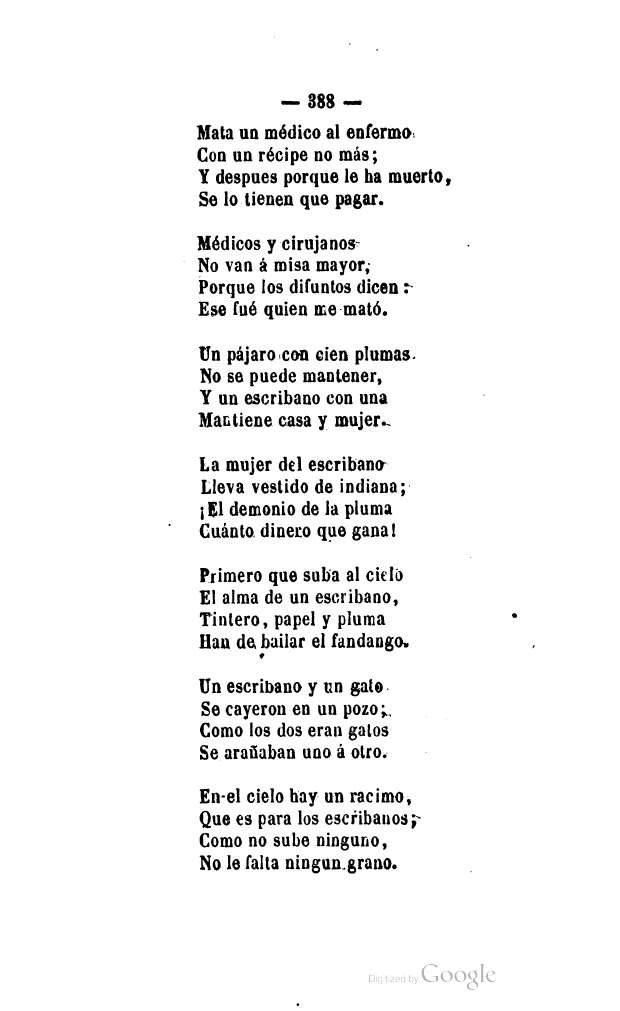 — 388 —
Mata un médico al enfermo
Con un récipe no más;
Y despues porque le ha muerto,
Se lo tienen que pagar.
Médicos y cirujanos
No van á misa mayor,
Porque los difuntos dicen:
Ese fué quien me mató.
Un pájaro con cien plumas
No se puede mantener,
Y un escribano con una
Mantiene casa y mujer.
La mujer del escribano
Lleva vestido de indiana;
¡El demonio de la pluma
Cuánto dinero que gana!
Primero que suba al cielo
El alma de un escribano,
Tintero, papel y pluma
Han de bailar el fandango.
Un escribano y un gato
Se cayeron en un pozo;
Como los dos eran gatos
Se arañaban uno á otro.
En el cielo hay un racimo,
Que es para los escribanos;
Como no sube ninguno,
No le falta ningun grano.
Digitized by Google